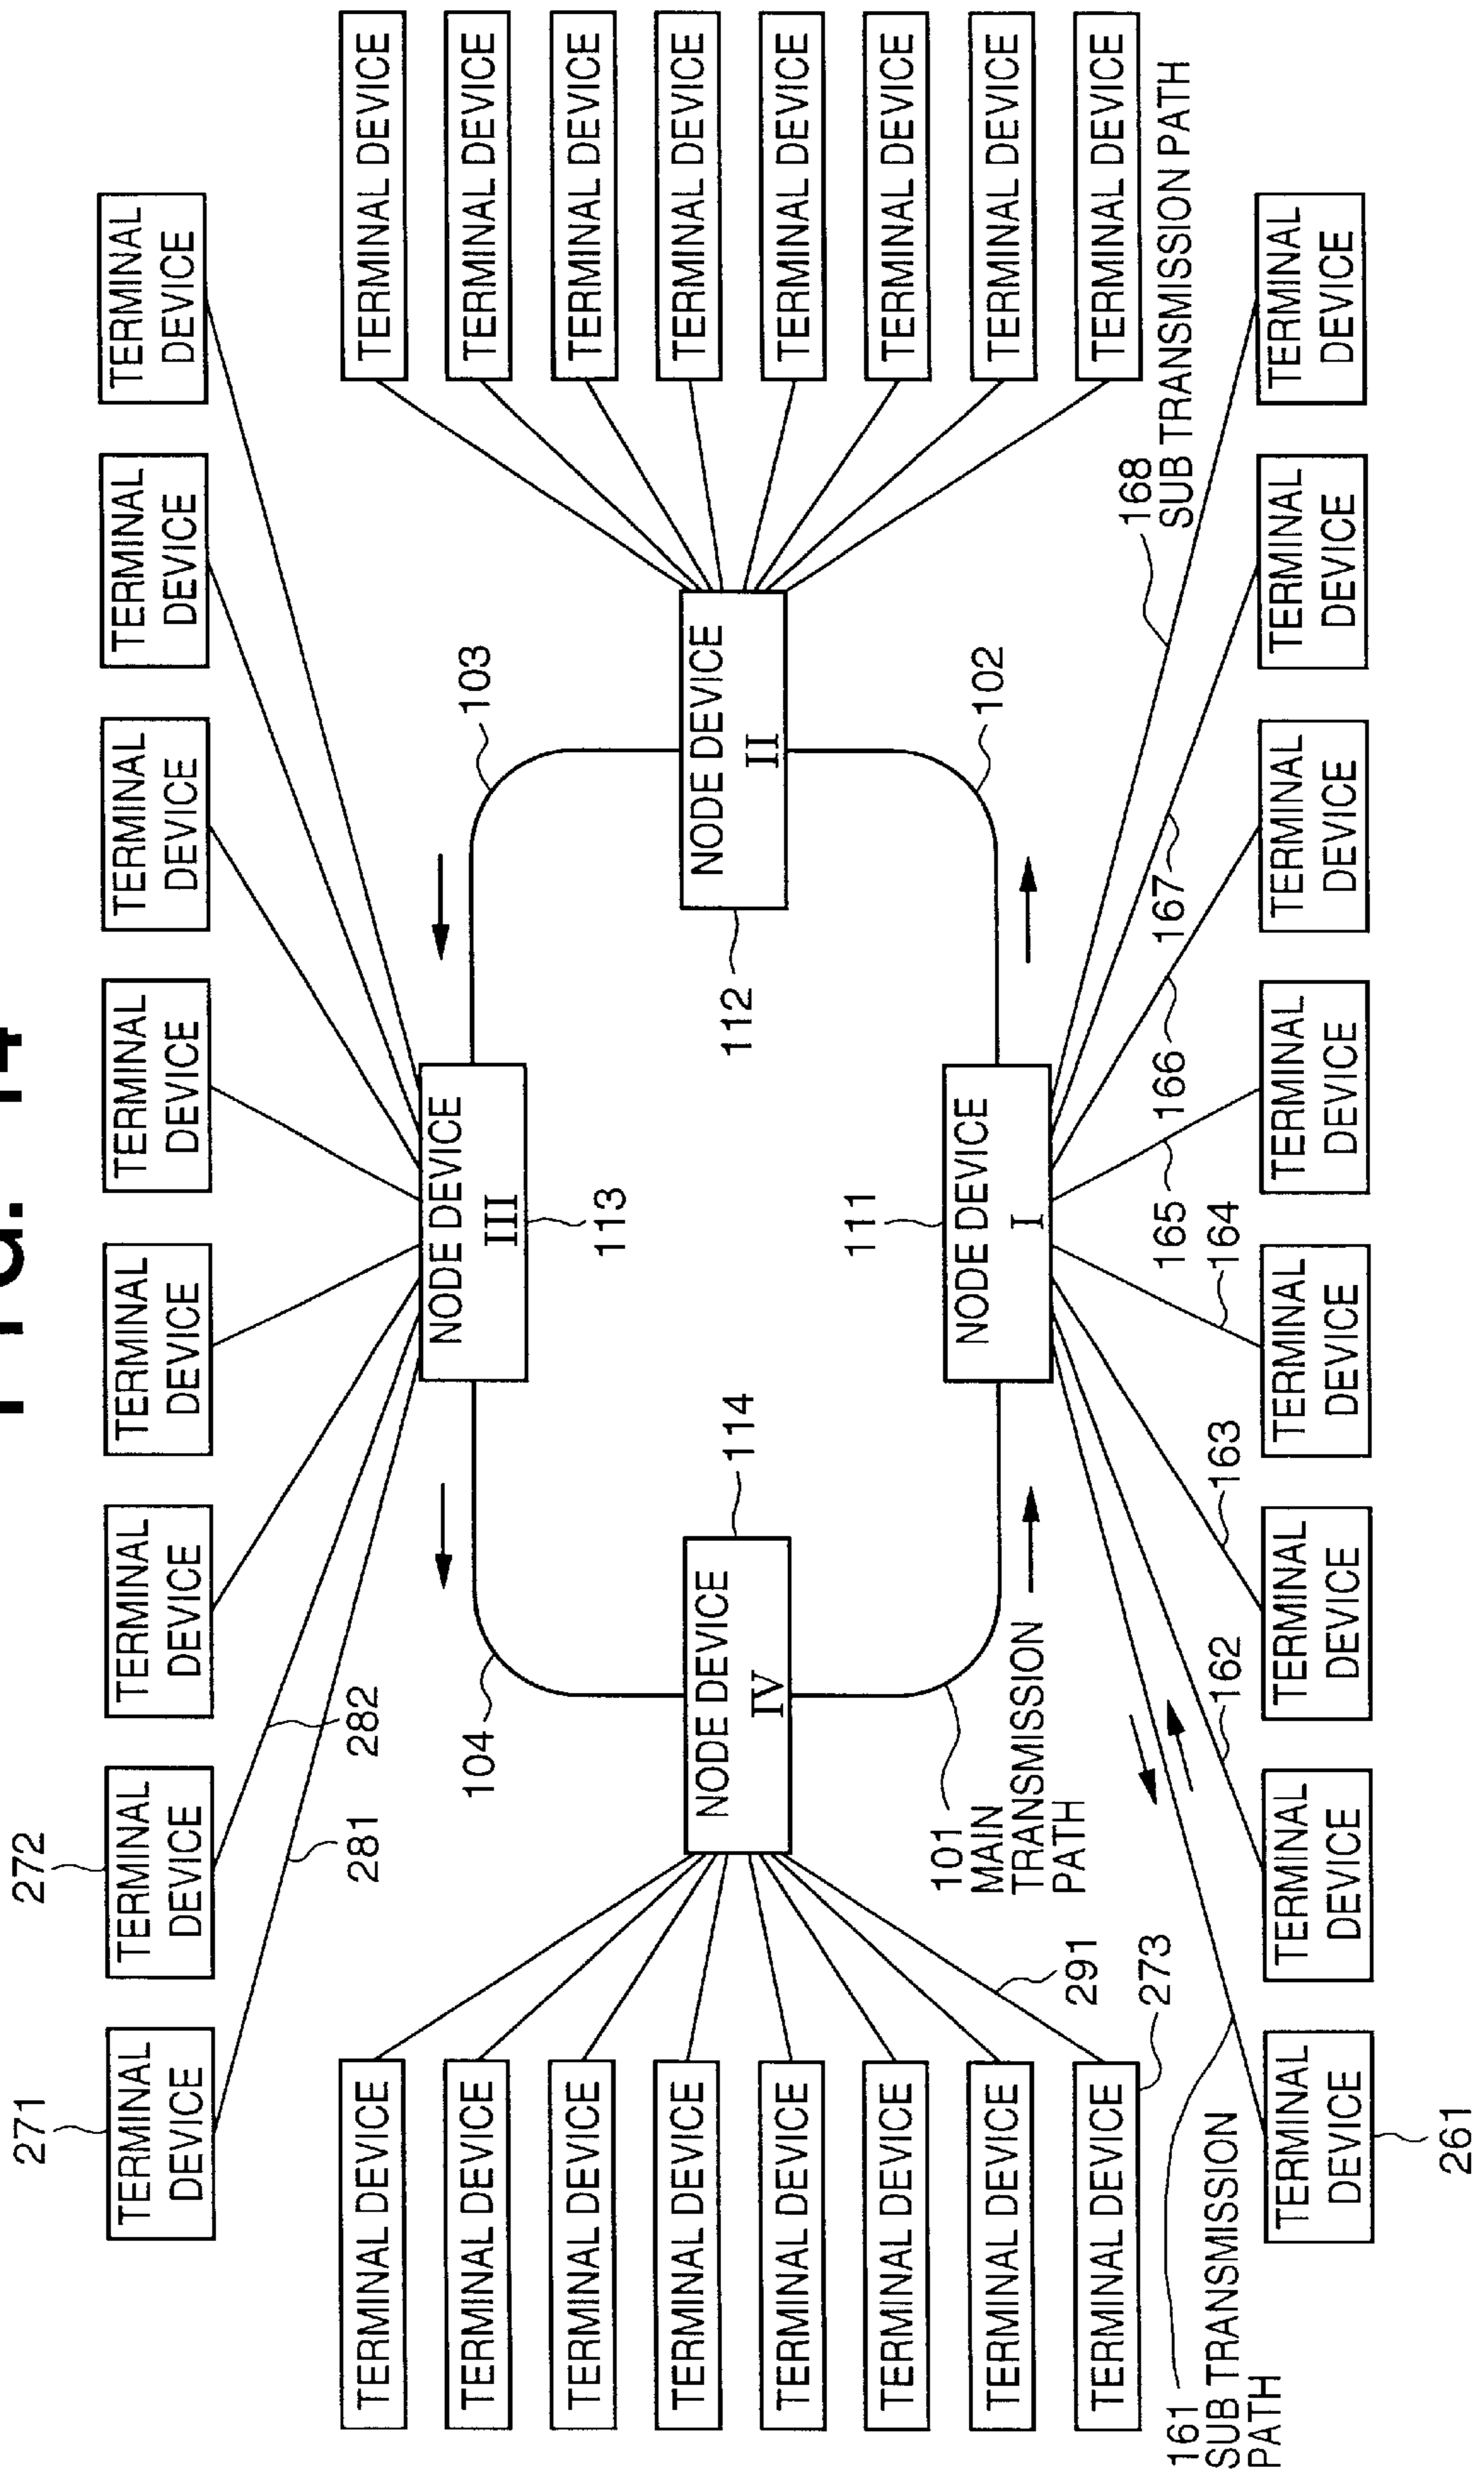 FIG. 14
271
272
TERMINAL
DEVICE
TERMINAL
DEVICE
TERMINAL
DEVICE
TERMINAL
DEVICE
TERMINAL
DEVICE
TERMINAL
DEVICE
TERMINAL
DEVICE
TERMINAL
DEVICE
281
282
TERMINAL DEVICE
TERMINAL DEVICE
TERMINAL DEVICE
TERMINAL DEVICE
TERMINAL DEVICE
TERMINAL DEVICE
TERMINAL DEVICE
TERMINAL DEVICE
291
273
104
NODE DEVICE
III
113
103
NODE DEVICE
IV
114
112
NODE DEVICE
II
111
NODE DEVICE
I
101
MAIN
TRANSMISSION
PATH
102
TERMINAL DEVICE
TERMINAL DEVICE
TERMINAL DEVICE
TERMINAL DEVICE
TERMINAL DEVICE
TERMINAL DEVICE
TERMINAL DEVICE
TERMINAL DEVICE
161
SUB TRANSMISSION
PATH
162
163
164
165
166
167
168
SUB TRANSMISSION PATH
TERMINAL
DEVICE
TERMINAL
DEVICE
TERMINAL
DEVICE
TERMINAL
DEVICE
TERMINAL
DEVICE
TERMINAL
DEVICE
TERMINAL
DEVICE
TERMINAL
DEVICE
261